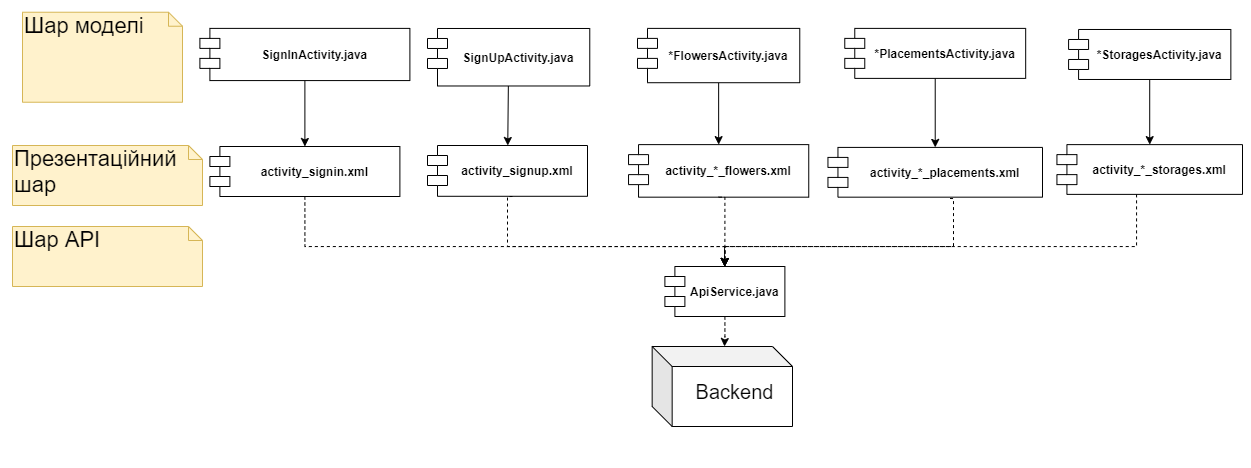 Шар моделі
SignInActivity.java
SignUpActivity.java
*FlowersActivity.java
*PlacementsActivity.java
*StoragesActivity.java
Презентаційний
шар
activity_signin.xml
activity_signup.xml
activity_*_flowers.xml
activity_*_placements.xml
activity_*_storages.xml
Шар API
ApiService.java
Backend